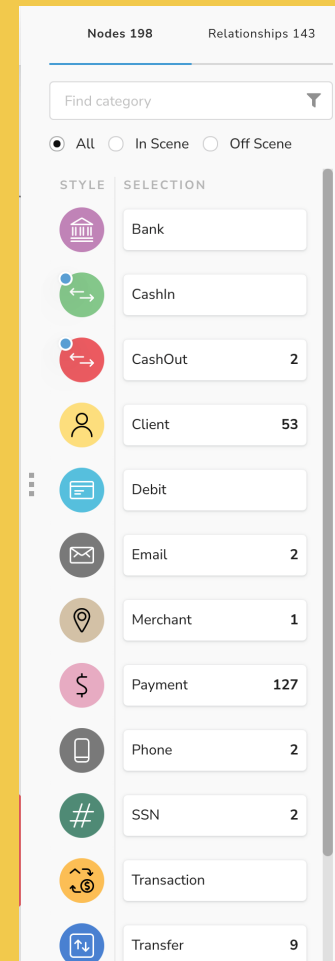 Nodes 198 Relationships 143
Find category
All In Scene Off Scene
STYLE SELECTION
Bank
CashIn
CashOut 2
Client 53
Debit
Email 2
Merchant 1
Payment 127
Phone 2
SSN 2
Transaction
Transfer 9